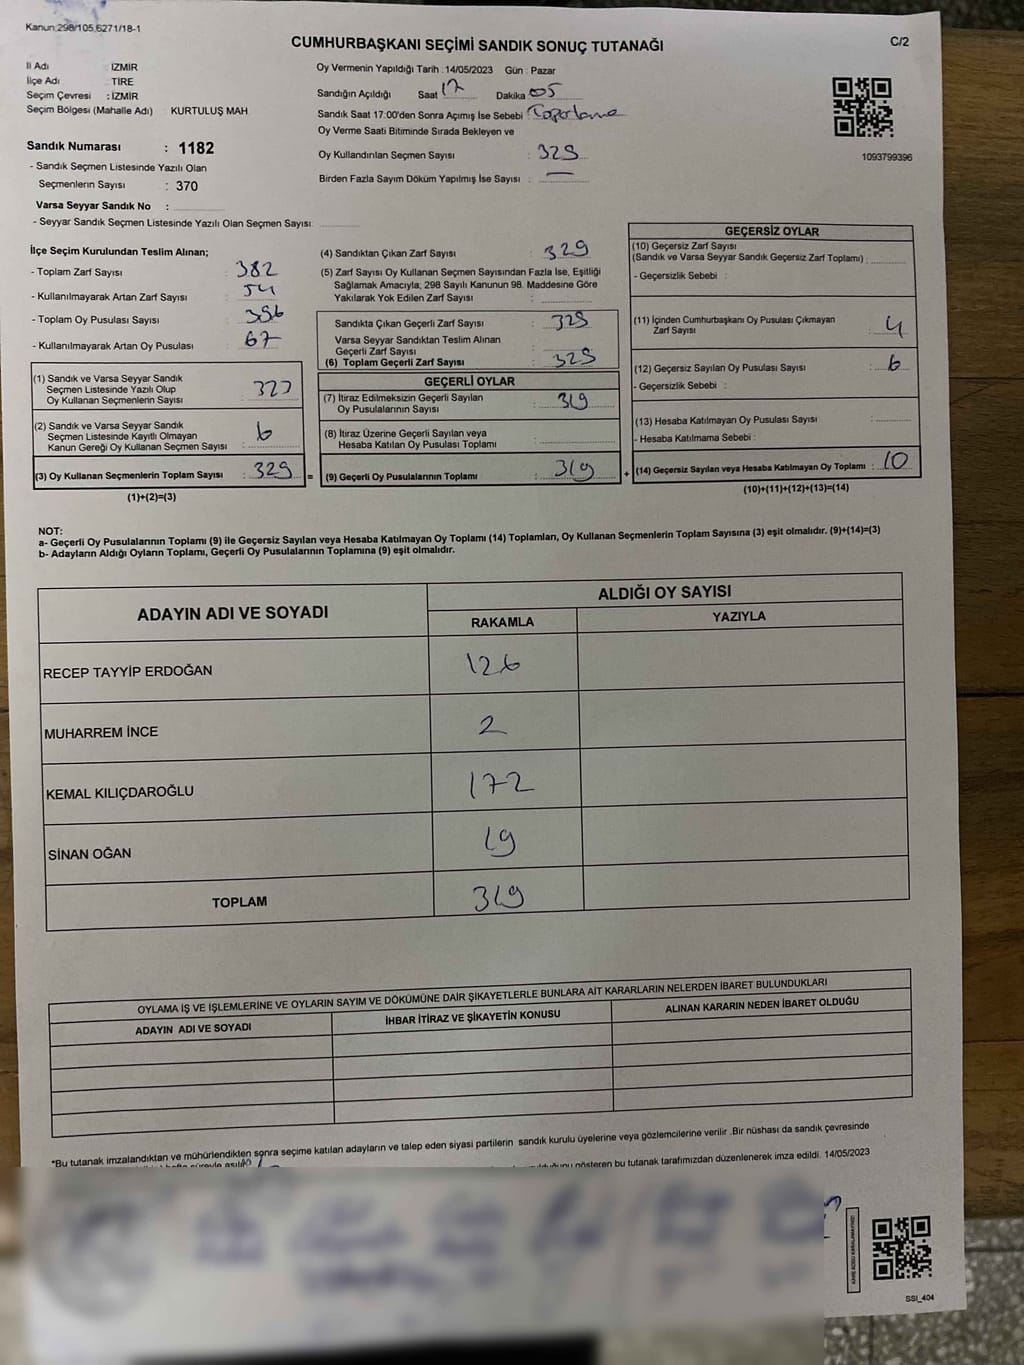 Kanun:298/105,6271/18-1
CUMHURBAŞKANI SEÇİMİ SANDIK SONUÇ TUTANAĞI
C/2
İl Adı : İZMİR
İlçe Adı : TİRE
Seçim Çevresi : İZMİR
Seçim Bölgesi (Mahalle Adı) : KURTULUŞ MAH
Sandık Numarası : 1182
- Sandık Seçmen Listesinde Yazılı Olan
Seçmenlerin Sayısı : 370
Varsa Seyyar Sandık No :
- Seyyar Sandık Seçmen Listesinde Yazılı Olan Seçmen Sayısı:
Oy Vermenin Yapıldığı Tarih :14/05/2023 Gün : Pazar
Sandığın Açıldığı Saat 17 Dakika 05
Sandık Saat 17:00'den Sonra Açımış İse Sebebi Toparlama
Oy Verme Saati Bitiminde Sırada Bekleyen ve
Oy Kullandırılan Seçmen Sayısı : 329
Birden Fazla Sayım Döküm Yapılmış İse Sayısı : —
1093799396
İlçe Seçim Kurulundan Teslim Alınan;
- Toplam Zarf Sayısı : 382
- Kullanılmayarak Artan Zarf Sayısı : 54
- Toplam Oy Pusulası Sayısı :
- Kullanılmayarak Artan Oy Pusulası : 67
(1) Sandık ve Varsa Seyyar Sandık
Seçmen Listesinde Yazılı Olup
Oy Kullanan Seçmenlerin Sayısı : 323
(2) Sandık ve Varsa Seyyar Sandık
Seçmen Listesinde Kayıtlı Olmayan
Kanun Gereği Oy Kullanan Seçmen Sayısı : 6
(3) Oy Kullanan Seçmenlerin Toplam Sayısı : 329 =
(1)+(2)=(3)
(4) Sandıktan Çıkan Zarf Sayısı : 329
(5) Zarf Sayısı Oy Kullanan Seçmen Sayısından Fazla İse, Eşitliği
Sağlamak Amacıyla, 298 Sayılı Kanunun 98. Maddesine Göre
Yakılarak Yok Edilen Zarf Sayısı :
Sandıkta Çıkan Geçerli Zarf Sayısı : 329
Varsa Seyyar Sandıktan Teslim Alınan
Geçerli Zarf Sayısı :
(6) Toplam Geçerli Zarf Sayısı : 329
GEÇERLİ OYLAR
(7) İtiraz Edilmeksizin Geçerli Sayılan
Oy Pusulalarının Sayısı : 319
(8) İtiraz Üzerine Geçerli Sayılan veya
Hesaba Katılan Oy Pusulası Toplamı :
(9) Geçerli Oy Pusulalarının Toplamı : 319 +
GEÇERSİZ OYLAR
(10) Geçersiz Zarf Sayısı
(Sandık ve Varsa Seyyar Sandık Geçersiz Zarf Toplamı) :
- Geçersizlik Sebebi :
(11) İçinden Cumhurbaşkanı Oy Pusulası Çıkmayan
Zarf Sayısı : 4
(12) Geçersiz Sayılan Oy Pusulası Sayısı : 6
- Geçersizlik Sebebi :
(13) Hesaba Katılmayan Oy Pusulası Sayısı :
- Hesaba Katılmama Sebebi :
(14) Geçersiz Sayılan veya Hesaba Katılmayan Oy Toplamı : 10
(10)+(11)+(12)+(13)=(14)
NOT:
a- Geçerli Oy Pusulalarının Toplamı (9) ile Geçersiz Sayılan veya Hesaba Katılmayan Oy Toplamı (14) Toplamları, Oy Kullanan Seçmenlerin Toplam Sayısına (3) eşit olmalıdır. (9)+(14)=(3)
b- Adayların Aldığı Oyların Toplamı, Geçerli Oy Pusulalarının Toplamına (9) eşit olmalıdır.
ADAYIN ADI VE SOYADI
ALDIĞI OY SAYISI
RAKAMLA YAZIYLA
RECEP TAYYİP ERDOĞAN 126
MUHARREM İNCE 2
KEMAL KILIÇDAROĞLU 172
SİNAN OĞAN 19
TOPLAM 319
OYLAMA İŞ VE İŞLEMLERİNE VE OYLARIN SAYIM VE DÖKÜMÜNE DAİR ŞİKAYETLERLE BUNLARA AİT KARARLARIN NELERDEN İBARET BULUNDUKLARI
ADAYIN ADI VE SOYADI İHBAR İTİRAZ VE ŞİKAYETİN KONUSU ALINAN KARARIN NEDEN İBARET OLDUĞU
*Bu tutanak imzalandıktan ve mühürlendikten sonra seçime katılan adayların ve talep eden siyasi partilerin sandık kurulu üyelerine veya gözlemcilerine verilir .Bir nüshası da sandık çevresinde
gösteren bu tutanak tarafımızdan düzenlenerek imza edildi. 14/05/2023
SSI_404